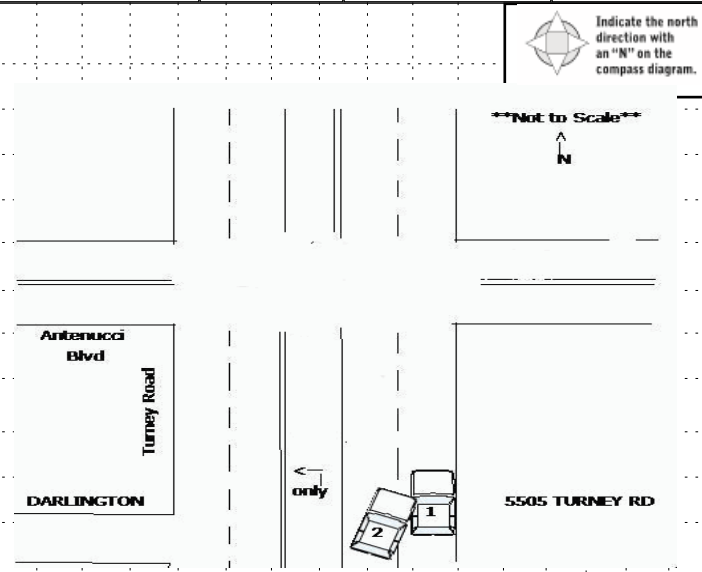 Indicate the north
direction with
an “N” on the
compass diagram.
**Not to Scale**
N
Antenucci
Blvd
Turney Road
only
DARLINGTON
5505 TURNEY RD
1
2